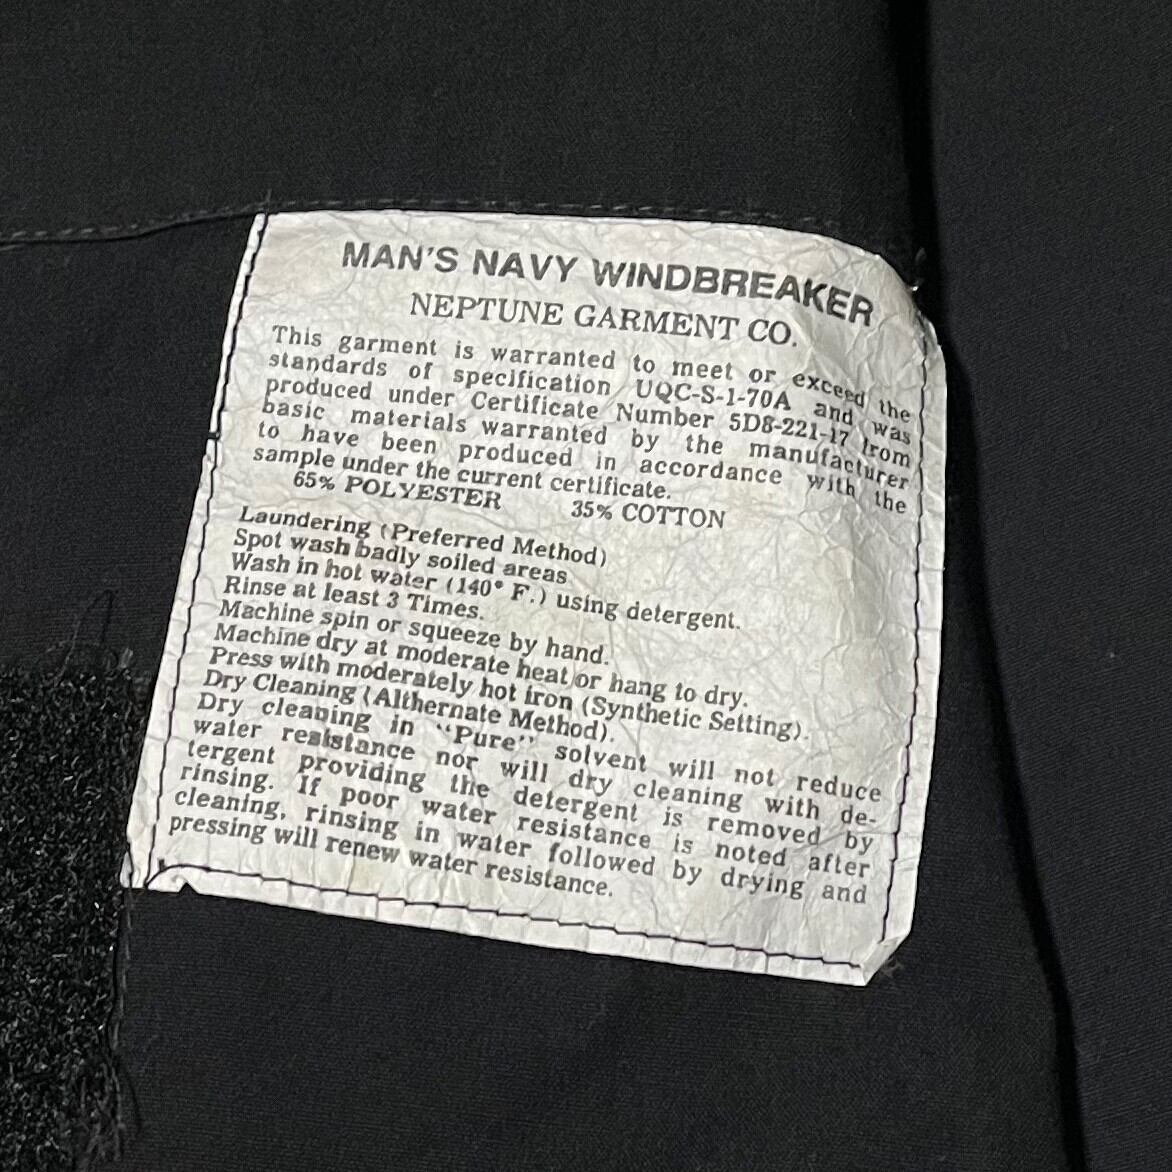 MAN'S NAVY WINDBREAKER
NEPTUNE GARMENT CO.
This garment is warranted to meet or exceed the
standards of specification UQC-S-1-70A and was
produced under Certificate Number 5D8-221-17 from
basic materials warranted by the manufacturer
to have been produced in accordance with the
sample under the current certificate.
65% POLYESTER 35% COTTON
Laundering (Preferred Method)
Spot wash badly soiled areas
Wash in hot water (140° F.) using detergent.
Rinse at least 3 Times.
Machine spin or squeeze by hand.
Machine dry at moderate heat or hang to dry.
Press with moderately hot iron (Synthetic Setting).
Dry Cleaning (Althernate Method).
Dry cleaning in "Pure" solvent will not reduce
water resistance nor will dry cleaning with de-
tergent providing the detergent is removed by
rinsing. If poor water resistance is noted after
cleaning, rinsing in water followed by drying and
pressing will renew water resistance.